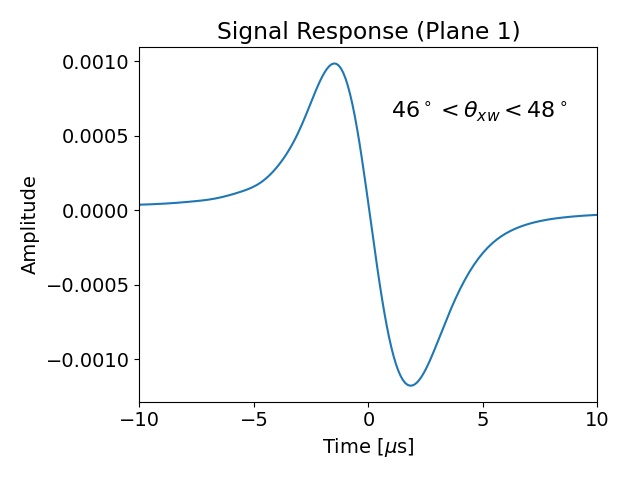 Signal Response (Plane 1)
46° < θxw < 48°
0.0010
0.0005
0.0000
−0.0005
−0.0010
Amplitude
−10 −5 0 5 10
Time [μs]